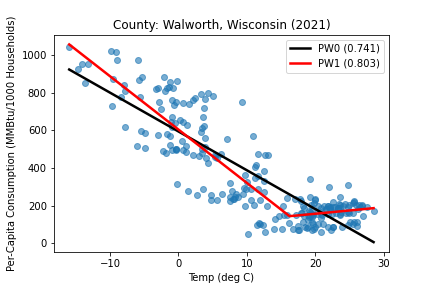 County: Walworth, Wisconsin (2021)
Per-Capita Consumption (MMBtu/1000 Households)
1000
800
600
400
200
0
PW0 (0.741)
PW1 (0.803)
−10
0
10
20
30
Temp (deg C)